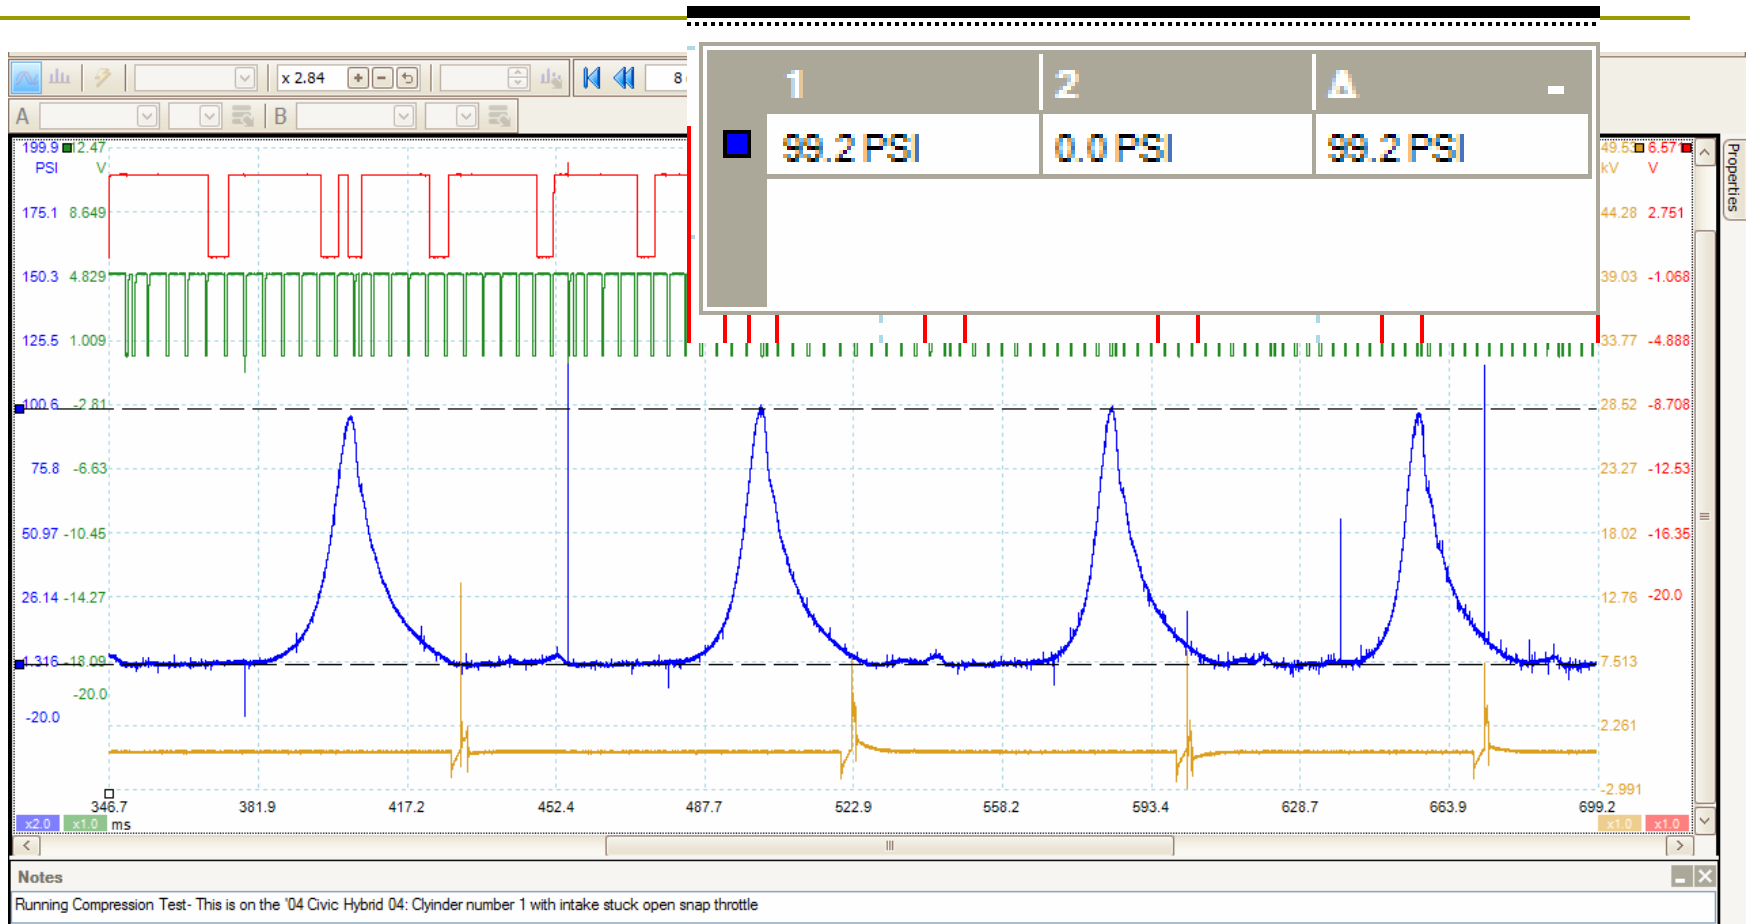 x 2.84
8
1 2 Δ
99.2 PSI 0.0 PSI 99.2 PSI
A B
Properties
199.9 12.47 49.53 6.571
PSI V kV V
175.1 8.649 44.28 2.751
150.3 4.829 39.03 -1.068
125.5 1.009 33.77 -4.888
100.6 -2.81 28.52 -8.708
75.8 -6.63 23.27 -12.53
50.97 -10.45 18.02 -16.35
26.14 -14.27 12.76 -20.0
1.316 -18.09 7.513
-20.0
-20.0 2.261
-2.991
346.7 381.9 417.2 452.4 487.7 522.9 558.2 593.4 628.7 663.9 699.2
x2.0 x1.0 ms x1.0 x1.0
Notes
Running Compression Test- This is on the '04 Civic Hybrid 04: Clyinder number 1 with intake stuck open snap throttle